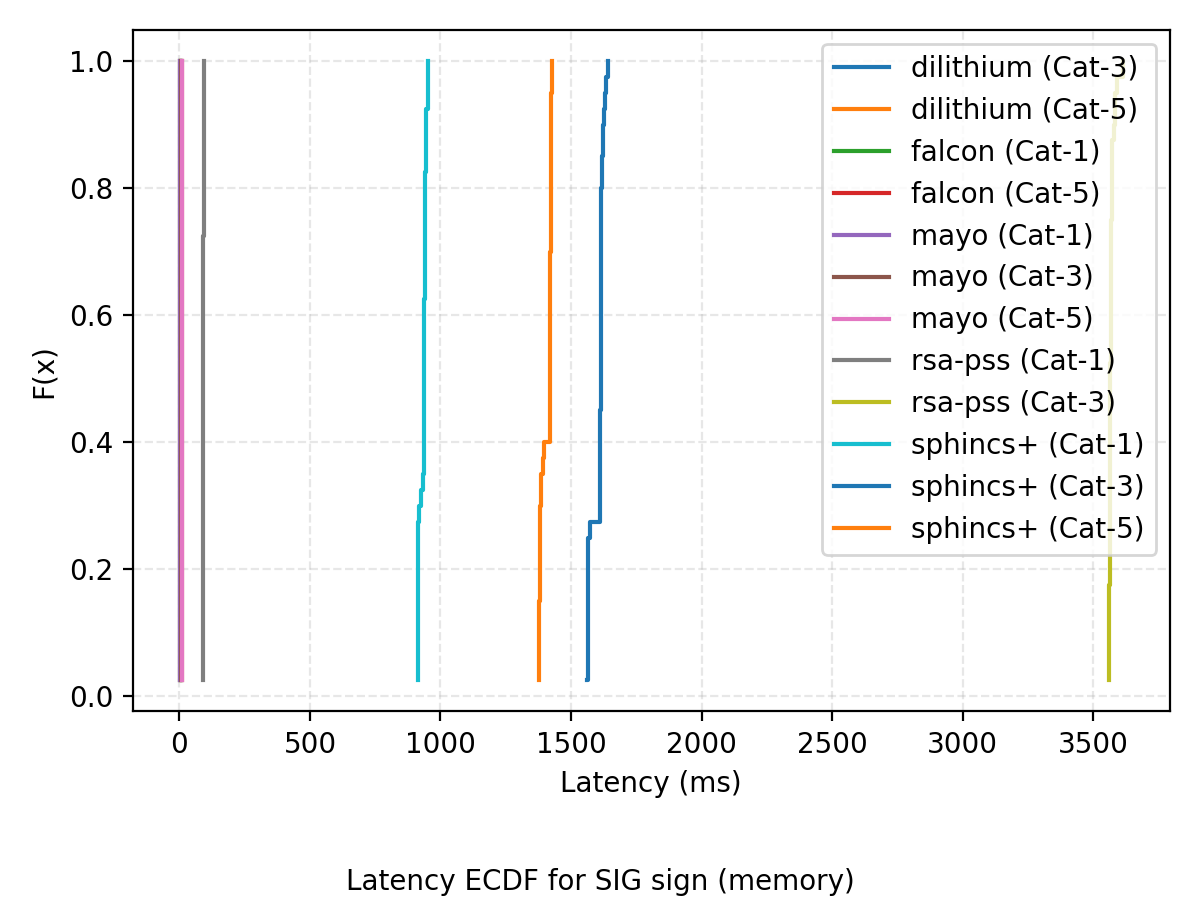 1.0
0.8
0.6
0.4
0.2
0.0
F(x)
dilithium (Cat-3)
dilithium (Cat-5)
falcon (Cat-1)
falcon (Cat-5)
mayo (Cat-1)
mayo (Cat-3)
mayo (Cat-5)
rsa-pss (Cat-1)
rsa-pss (Cat-3)
sphincs+ (Cat-1)
sphincs+ (Cat-3)
sphincs+ (Cat-5)
0 500 1000 1500 2000 2500 3000 3500
Latency (ms)
Latency ECDF for SIG sign (memory)